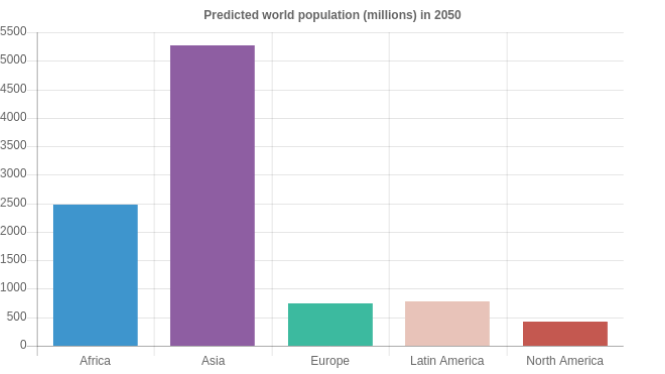 Predicted world population (millions) in 2050
5500
5000
4500
4000
3500
3000
2500
2000
1500
1000
500
0
Africa
Asia
Europe
Latin America
North America